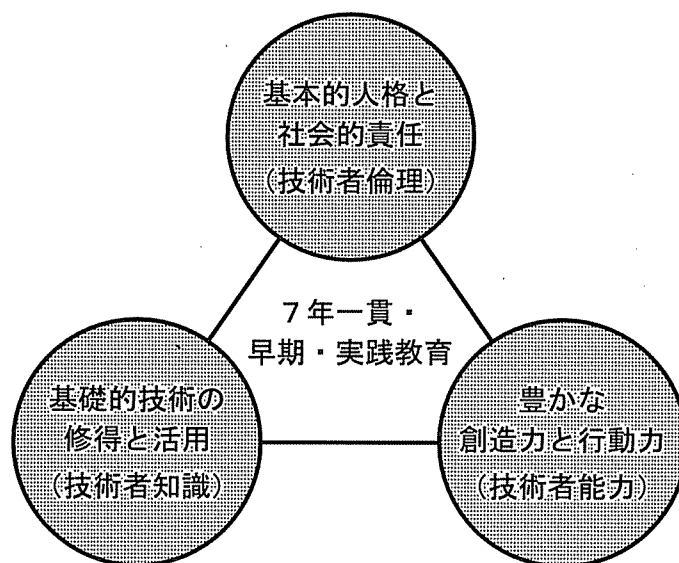 基本的人格と
社会的責任
(技術者倫理)
7年一貫・
早期・実践教育
基礎的技術の
修得と活用
(技術者知識)
豊かな
創造力と行動力
(技術者能力)